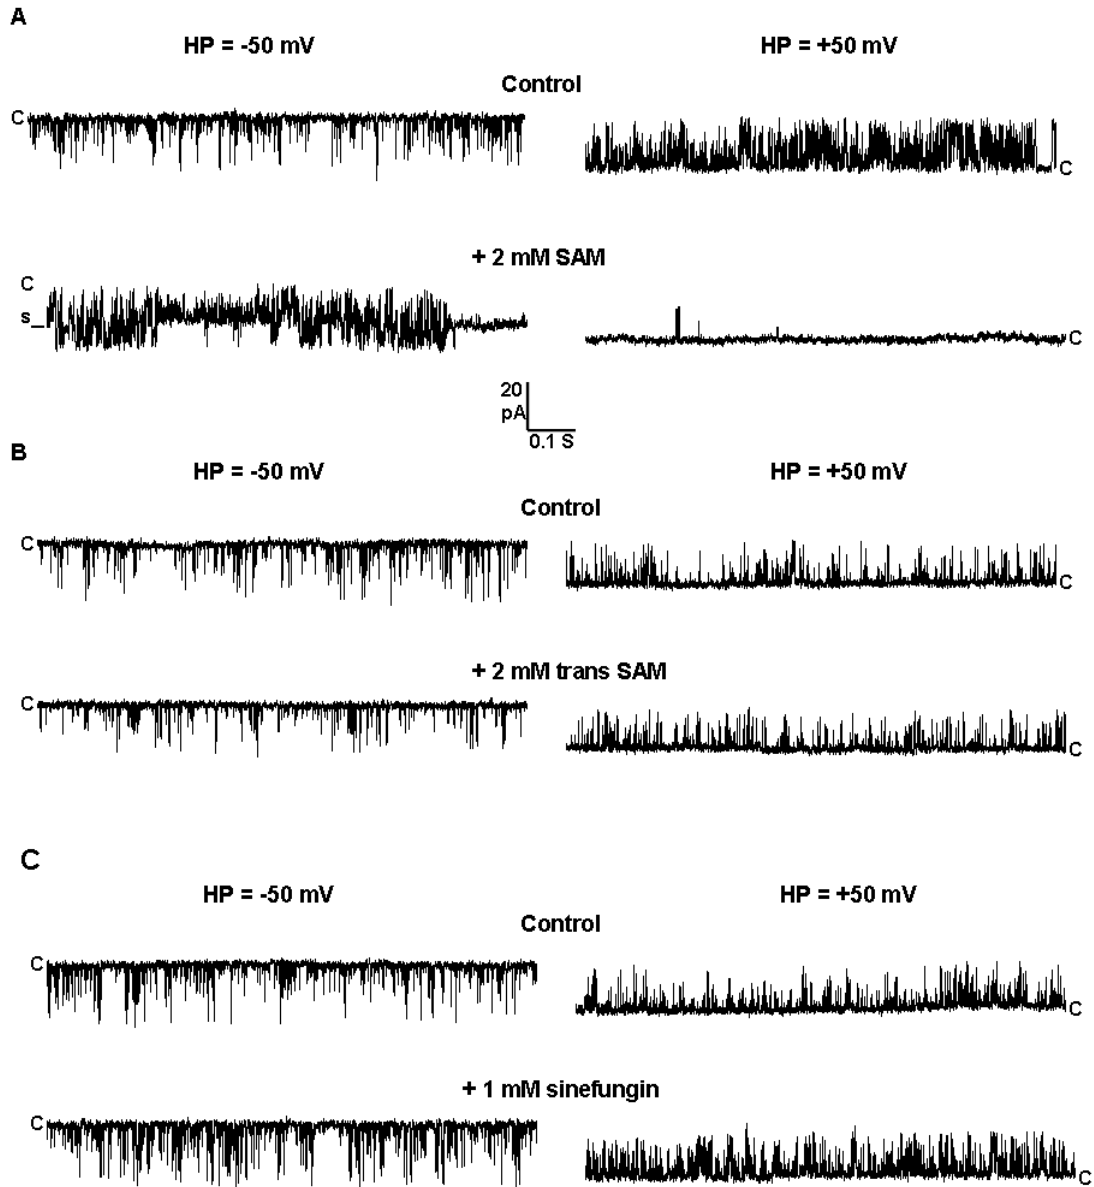 A
HP = -50 mV HP = +50 mV
Control
C C
+ 2 mM SAM
C
s C
20
pA
0.1 S
B
HP = -50 mV HP = +50 mV
Control
C C
+ 2 mM trans SAM
C C
C
HP = -50 mV HP = +50 mV
Control
C C
+ 1 mM sinefungin
C C